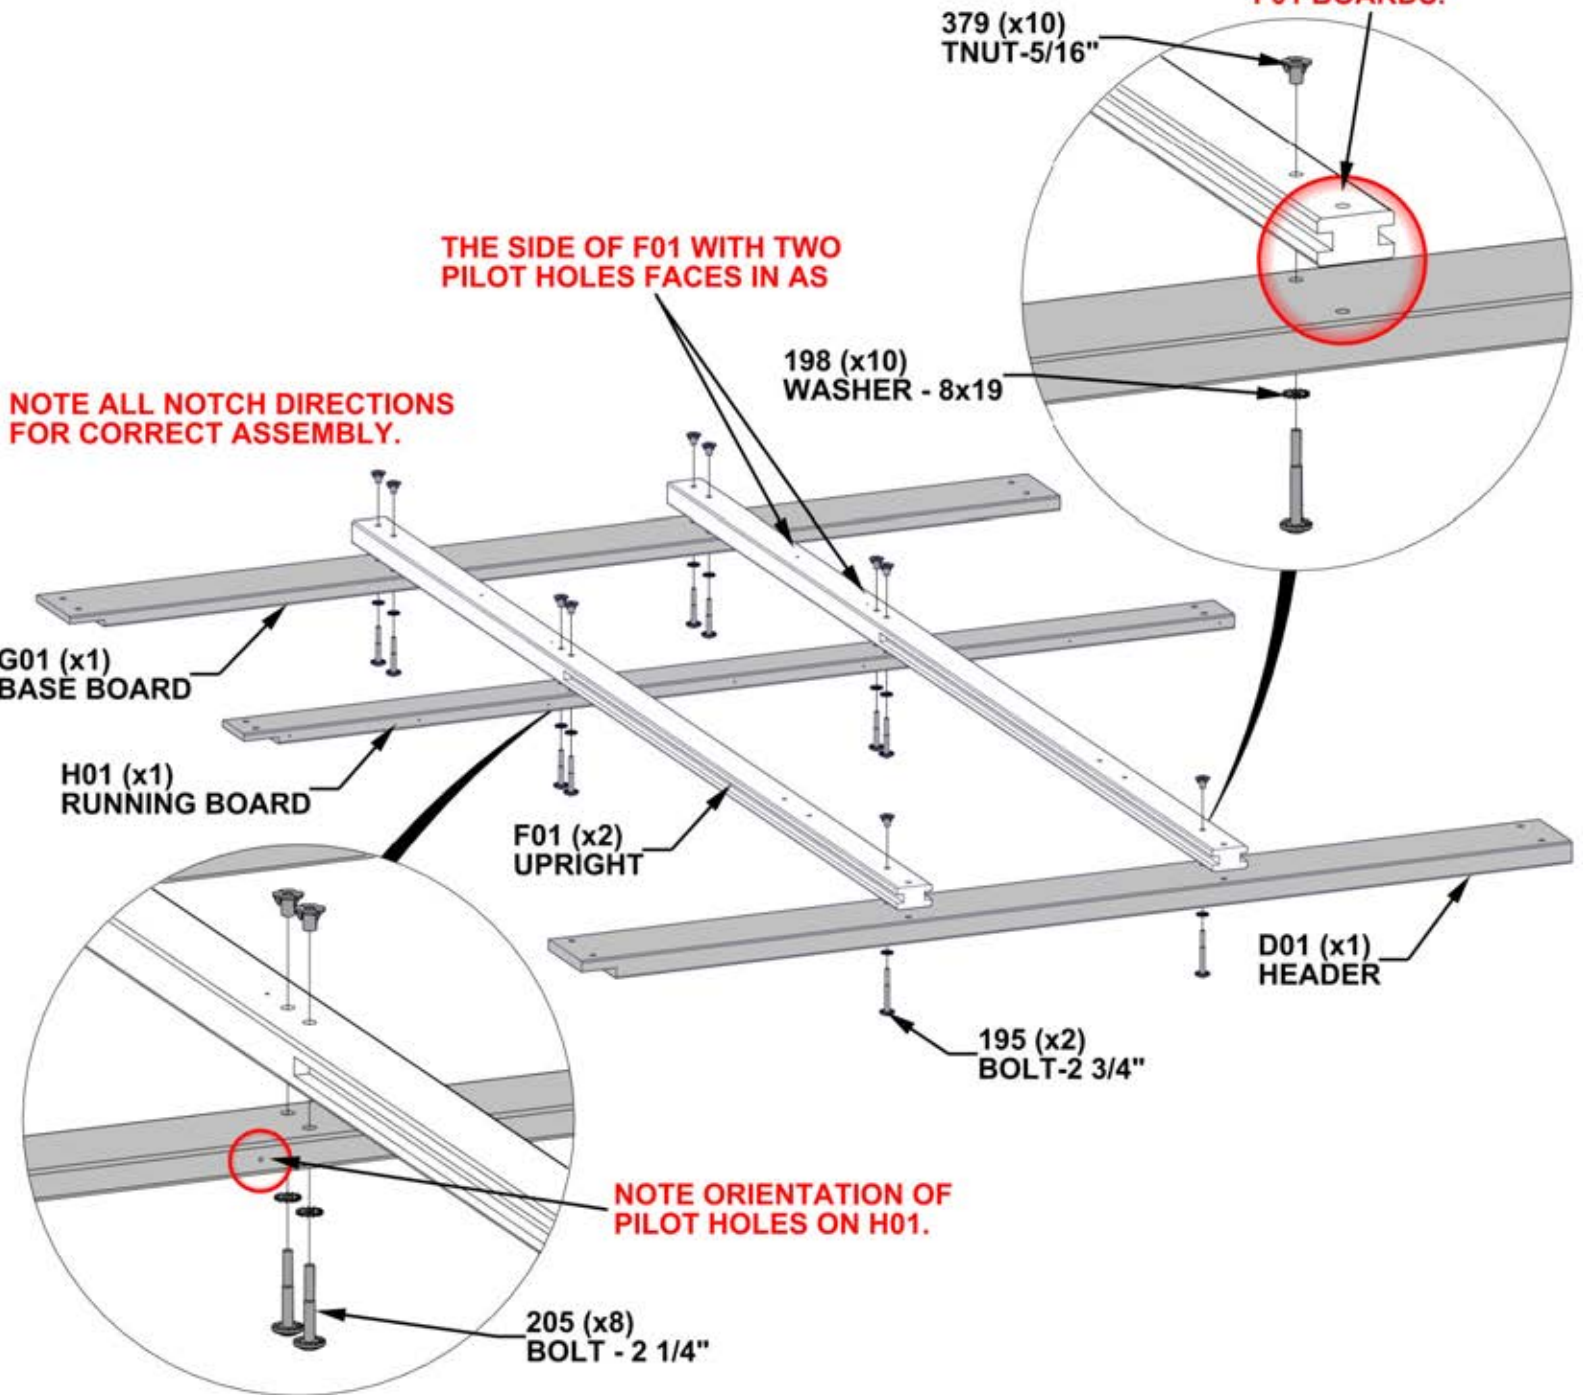 F01 BOARDS.
379 (x10)
TNUT-5/16"
THE SIDE OF F01 WITH TWO
PILOT HOLES FACES IN AS
198 (x10)
WASHER - 8x19
NOTE ALL NOTCH DIRECTIONS
FOR CORRECT ASSEMBLY.
G01 (x1)
BASE BOARD
H01 (x1)
RUNNING BOARD
F01 (x2)
UPRIGHT
D01 (x1)
HEADER
195 (x2)
BOLT-2 3/4"
NOTE ORIENTATION OF
PILOT HOLES ON H01.
205 (x8)
BOLT - 2 1/4"